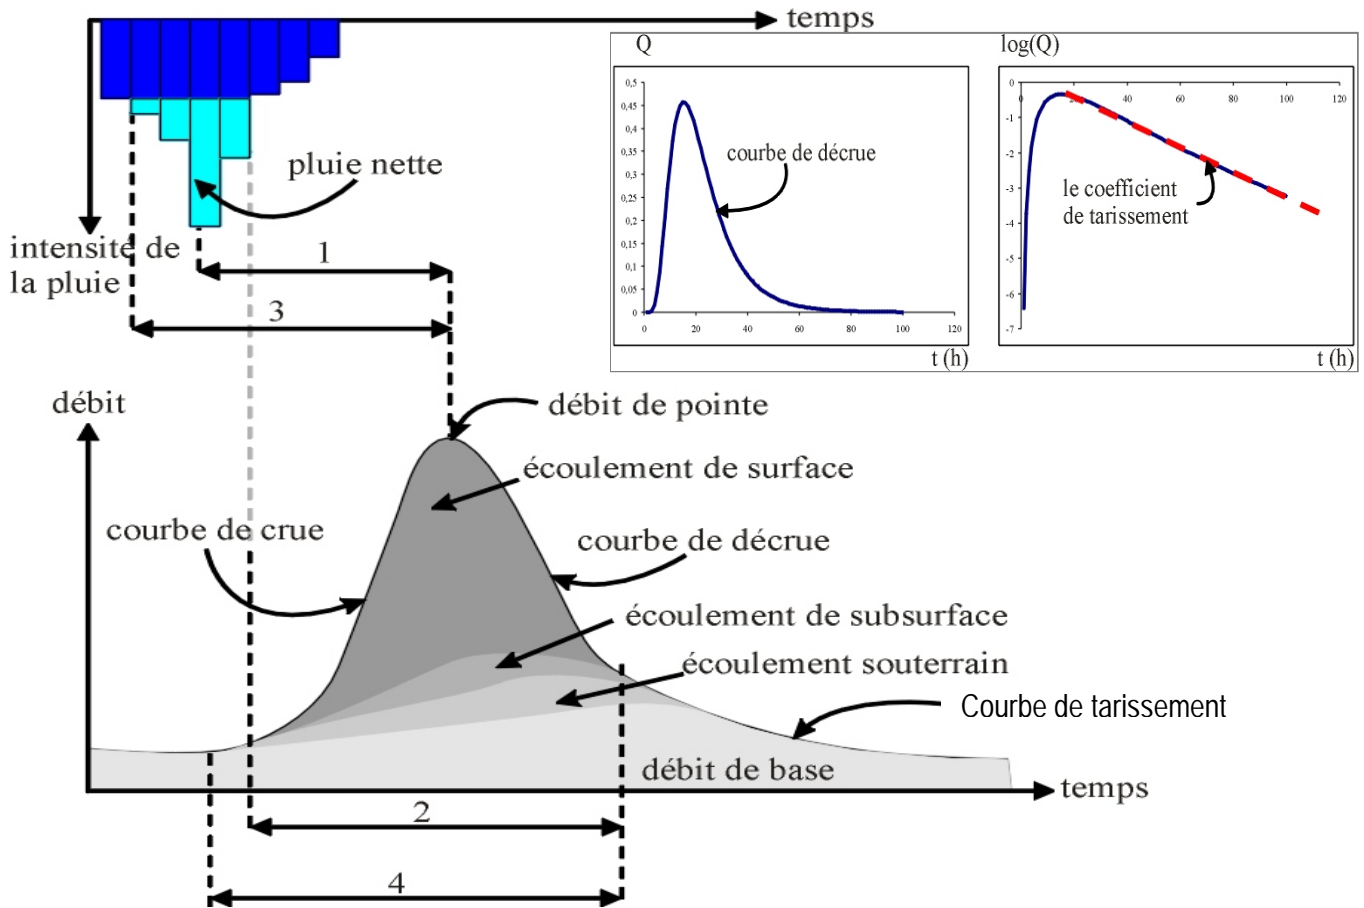 temps
intensité de
la pluie
pluie nette
1
3
Q
0,5
0,45
0,4
0,35
0,3
0,25
0,2
0,15
0,1
0,05
0
0 20 40 60 80 100 120
courbe de décrue
t (h)
log(Q)
0
-1
-2
-3
-4
-5
-6
-7
0 20 40 60 80 100 120
le coefficient
de tarissement
t (h)
débit
débit de pointe
écoulement de surface
courbe de crue
courbe de décrue
écoulement de subsurface
écoulement souterrain
Courbe de tarissement
débit de base
temps
2
4